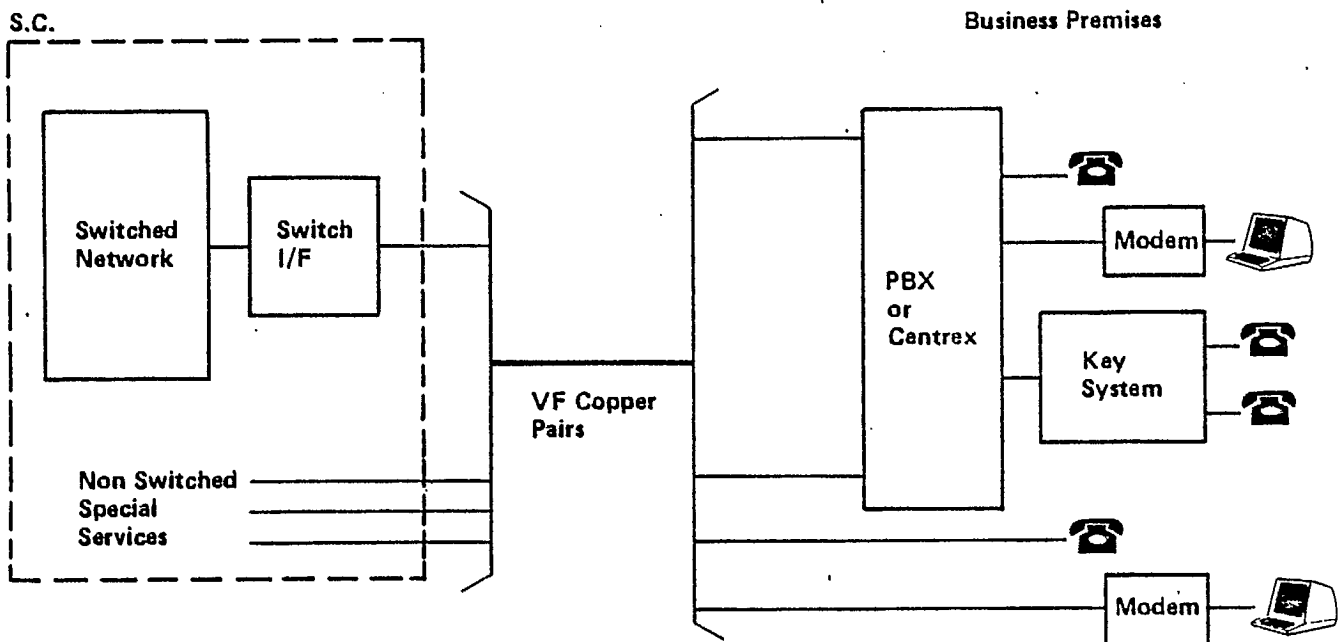 S.C.
Business Premises
Switched
Network
Switch
I/F
PBX
or
Centrex
Modem
Key
System
VF Copper
Pairs
Non Switched
Special
Services
Modem